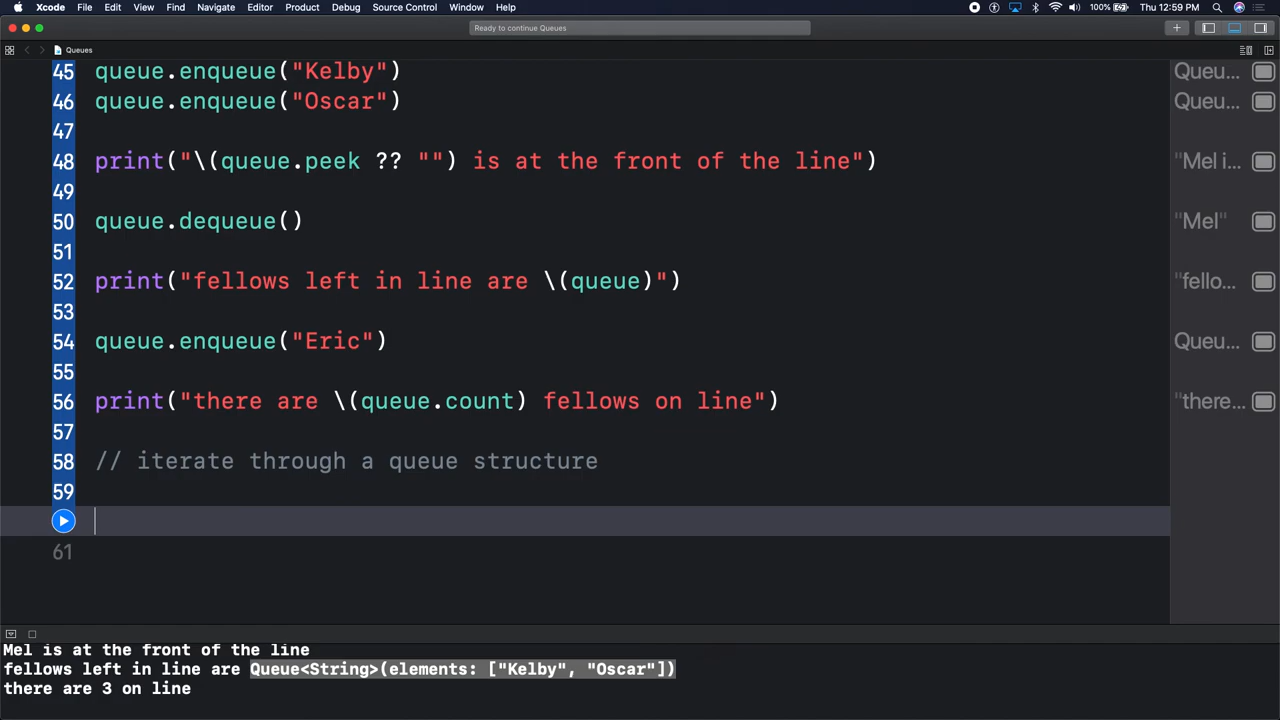 Xcode File Edit View Find Navigate Editor Product Debug Source Control Window Help 100% Thu 12:59 PM
Ready to continue Queues
Queues
45 queue.enqueue("Kelby") Queu...
46 queue.enqueue("Oscar") Queu...
47
48 print("\(queue.peek ?? "") is at the front of the line") "Mel i...
49
50 queue.dequeue() "Mel"
51
52 print("fellows left in line are \(queue)") "fello...
53
54 queue.enqueue("Eric") Queu...
55
56 print("there are \(queue.count) fellows on line") "there...
57
58 // iterate through a queue structure
59
61
Mel is at the front of the line
fellows left in line are Queue<String>(elements: ["Kelby", "Oscar"])
there are 3 on line